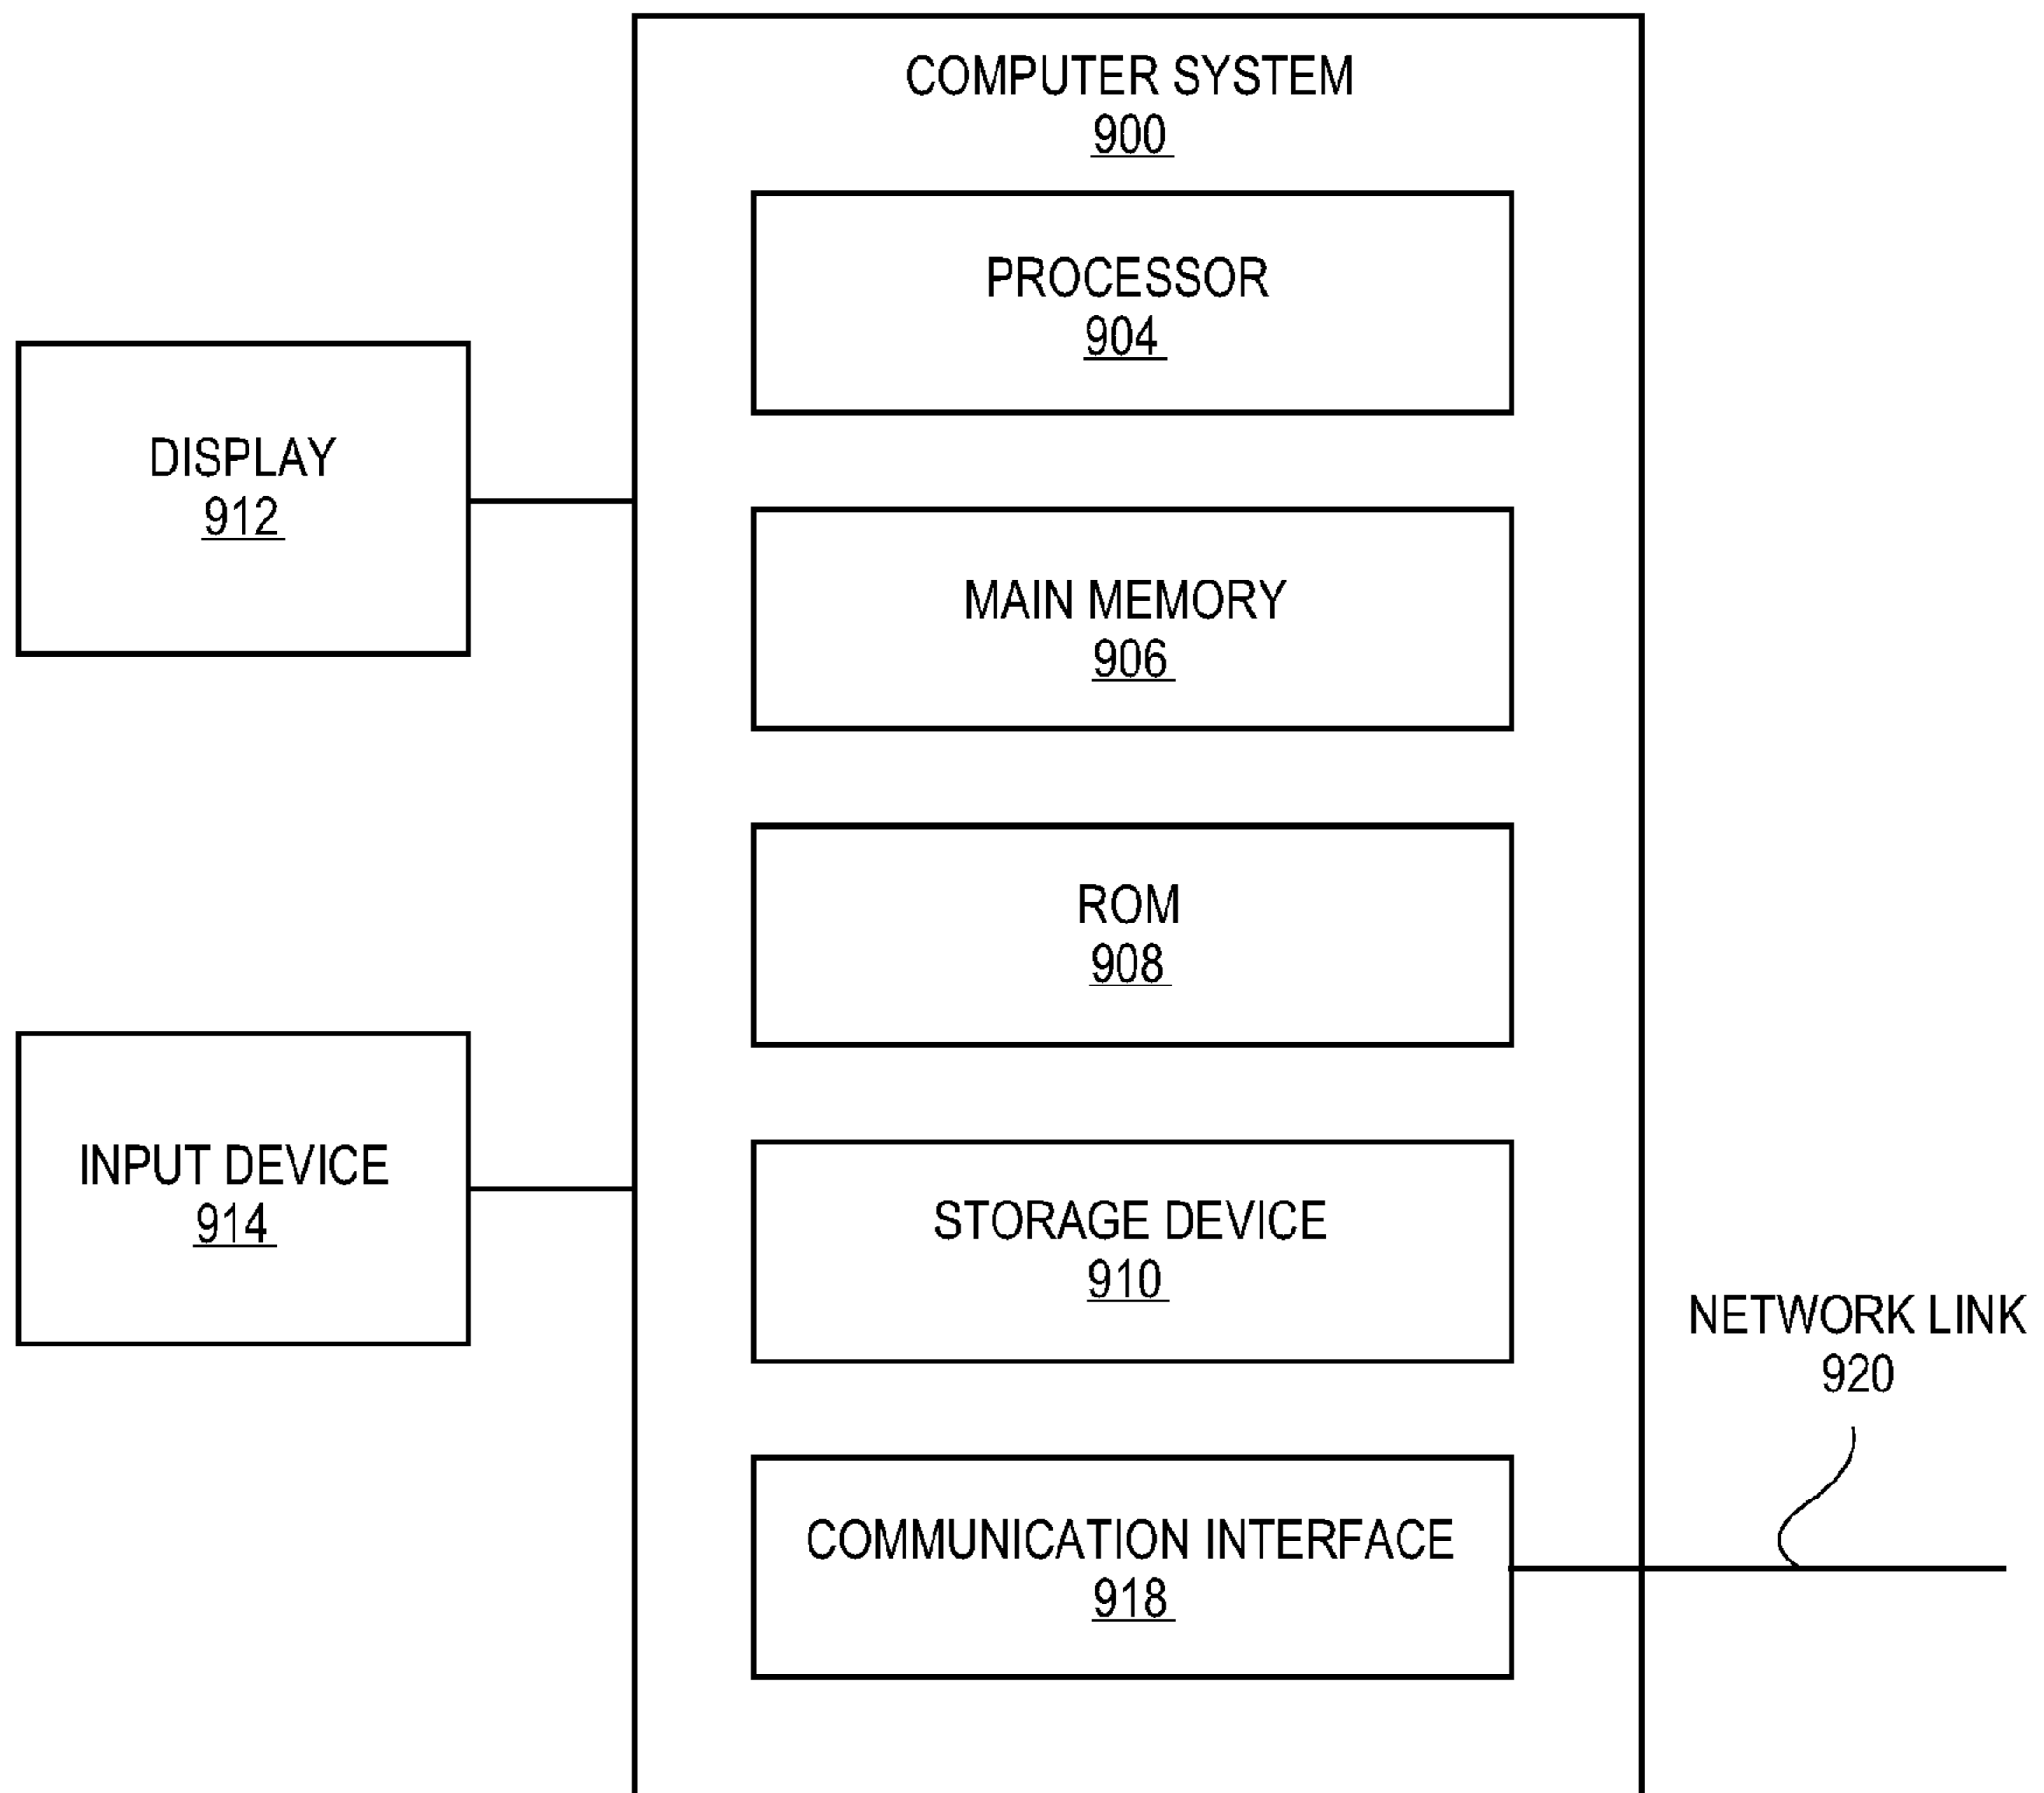 COMPUTER SYSTEM
900
PROCESSOR
904
DISPLAY
912
MAIN MEMORY
906
ROM
908
INPUT DEVICE
914
STORAGE DEVICE
910
NETWORK LINK
920
COMMUNICATION INTERFACE
918